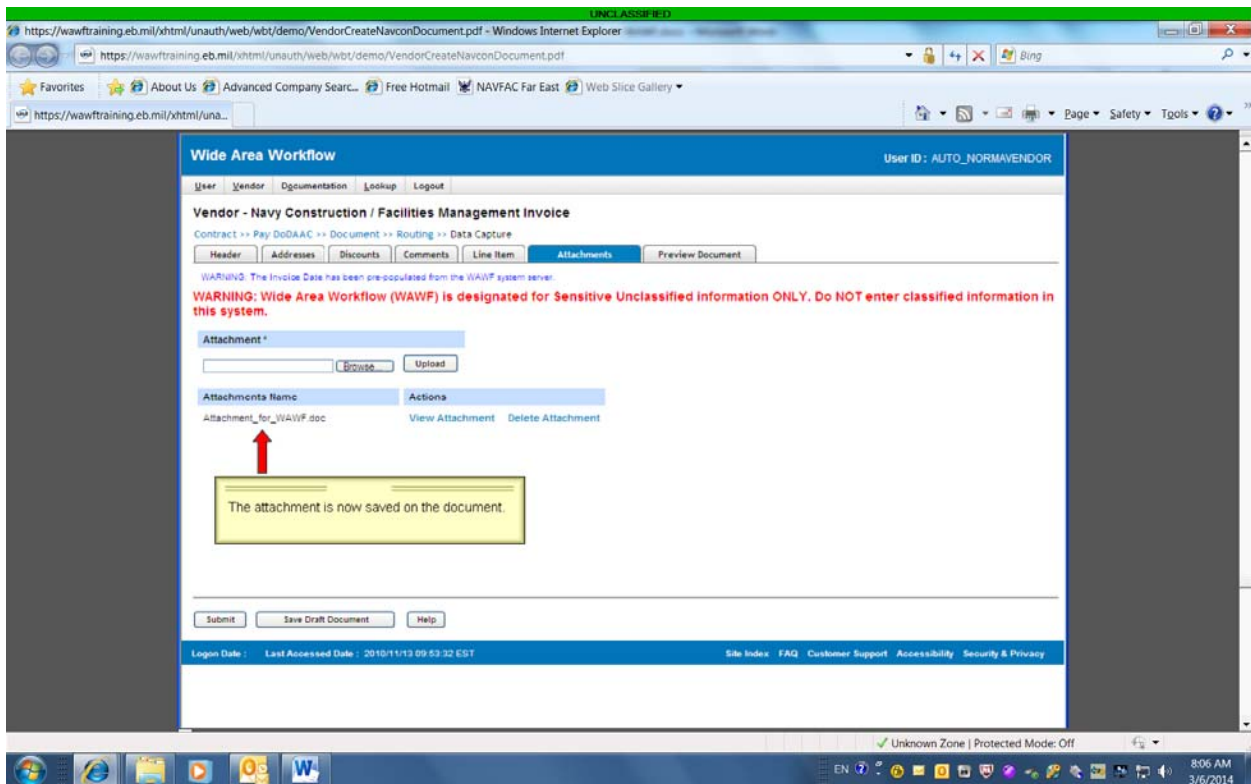 UNCLASSIFIED
https://wawftraining.eb.mil/xhtml/unauth/web/wbt/demo/VendorCreateNavconDocument.pdf - Windows Internet Explorer
https://wawftraining.eb.mil/xhtml/unauth/web/wbt/demo/VendorCreateNavconDocument.pdf Bing
Favorites About Us Advanced Company Searc... Free Hotmail NAVFAC Far East Web Slice Gallery
https://wawftraining.eb.mil/xhtml/una... Page Safety Tools
Wide Area Workflow User ID : AUTO_NORMAVENDOR
User Vendor Documentation Lookup Logout
Vendor - Navy Construction / Facilities Management Invoice
Contract >> Pay DoDAAC >> Document >> Routing >> Data Capture
Header Addresses Discounts Comments Line Item Attachments Preview Document
WARNING: The Invoice Date has been pre-populated from the WAWF system server.
WARNING: Wide Area Workflow (WAWF) is designated for Sensitive Unclassified information ONLY. Do NOT enter classified information in
this system.
Attachment *
Browse... Upload
Attachments Name Actions
Attachment_for_WAWF.doc View Attachment Delete Attachment
The attachment is now saved on the document.
Submit Save Draft Document Help
Logon Date : Last Accessed Date : 2010/11/13 09:53:32 EST Site Index FAQ Customer Support Accessibility Security & Privacy
Unknown Zone | Protected Mode: Off
EN 8:06 AM
3/6/2014